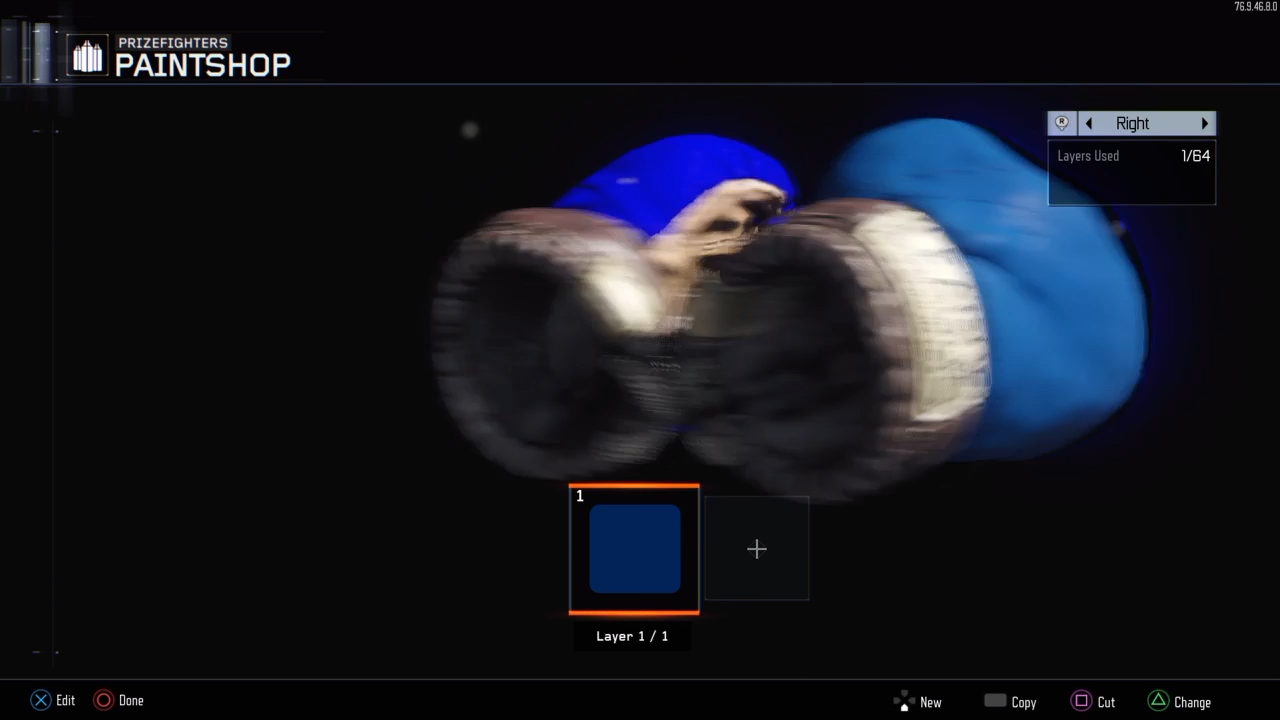 76.9.46.8.0
PRIZEFIGHTERS
PAINTSHOP
R
Right
Layers Used 1/64
1
Layer 1 / 1
Edit Done New Copy Cut Change